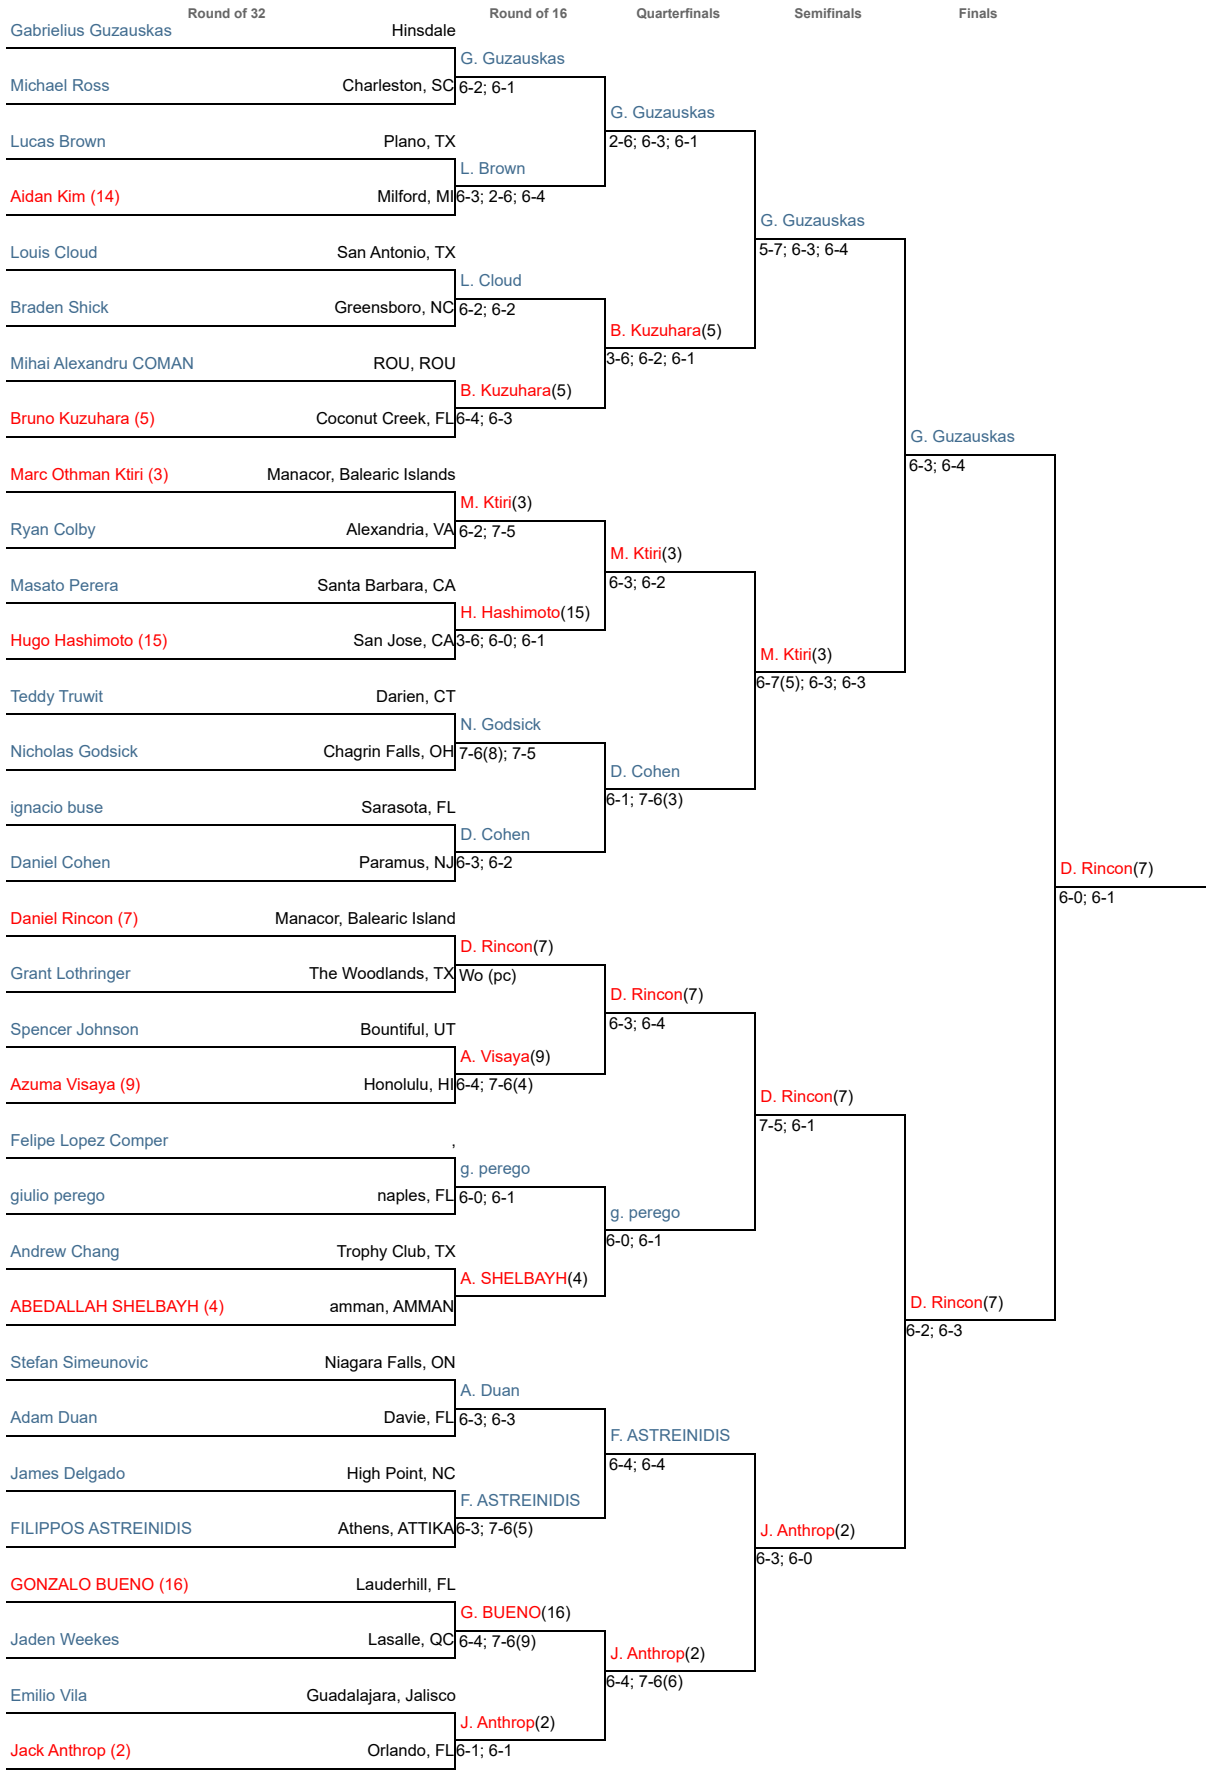 Round of 32 Round of 16 Quarterfinals Semifinals Finals
Gabrielius Guzauskas Hinsdale
G. Guzauskas
Michael Ross Charleston, SC 6-2; 6-1
G. Guzauskas
Lucas Brown Plano, TX 2-6; 6-3; 6-1
L. Brown
Aidan Kim (14) Milford, MI 6-3; 2-6; 6-4
G. Guzauskas
Louis Cloud San Antonio, TX 5-7; 6-3; 6-4
L. Cloud
Braden Shick Greensboro, NC 6-2; 6-2
B. Kuzuhara(5)
Mihai Alexandru COMAN ROU, ROU 3-6; 6-2; 6-1
B. Kuzuhara(5)
Bruno Kuzuhara (5) Coconut Creek, FL 6-4; 6-3
G. Guzauskas
6-3; 6-4
Marc Othman Ktiri (3) Manacor, Balearic Islands
M. Ktiri(3)
Ryan Colby Alexandria, VA 6-2; 7-5
M. Ktiri(3)
Masato Perera Santa Barbara, CA 6-3; 6-2
H. Hashimoto(15)
Hugo Hashimoto (15) San Jose, CA 3-6; 6-0; 6-1
M. Ktiri(3)
6-7(5); 6-3; 6-3
Teddy Truwit Darien, CT
N. Godsick
Nicholas Godsick Chagrin Falls, OH 7-6(8); 7-5
D. Cohen
ignacio buse Sarasota, FL 6-1; 7-6(3)
D. Cohen
Daniel Cohen Paramus, NJ 6-3; 6-2
D. Rincon(7)
6-0; 6-1
Daniel Rincon (7) Manacor, Balearic Island
D. Rincon(7)
Grant Lothringer The Woodlands, TX Wo (pc)
D. Rincon(7)
Spencer Johnson Bountiful, UT 6-3; 6-4
A. Visaya(9)
Azuma Visaya (9) Honolulu, HI 6-4; 7-6(4)
D. Rincon(7)
7-5; 6-1
Felipe Lopez Comper ,
g. perego
giulio perego naples, FL 6-0; 6-1
g. perego
Andrew Chang Trophy Club, TX 6-0; 6-1
A. SHELBAYH(4)
ABEDALLAH SHELBAYH (4) amman, AMMAN
D. Rincon(7)
6-2; 6-3
Stefan Simeunovic Niagara Falls, ON
A. Duan
Adam Duan Davie, FL 6-3; 6-3
F. ASTREINIDIS
James Delgado High Point, NC 6-4; 6-4
F. ASTREINIDIS
FILIPPOS ASTREINIDIS Athens, ATTIKA 6-3; 7-6(5)
J. Anthrop(2)
6-3; 6-0
GONZALO BUENO (16) Lauderhill, FL
G. BUENO(16)
Jaden Weekes Lasalle, QC 6-4; 7-6(9)
J. Anthrop(2)
6-4; 7-6(6)
Emilio Vila Guadalajara, Jalisco
J. Anthrop(2)
Jack Anthrop (2) Orlando, FL 6-1; 6-1